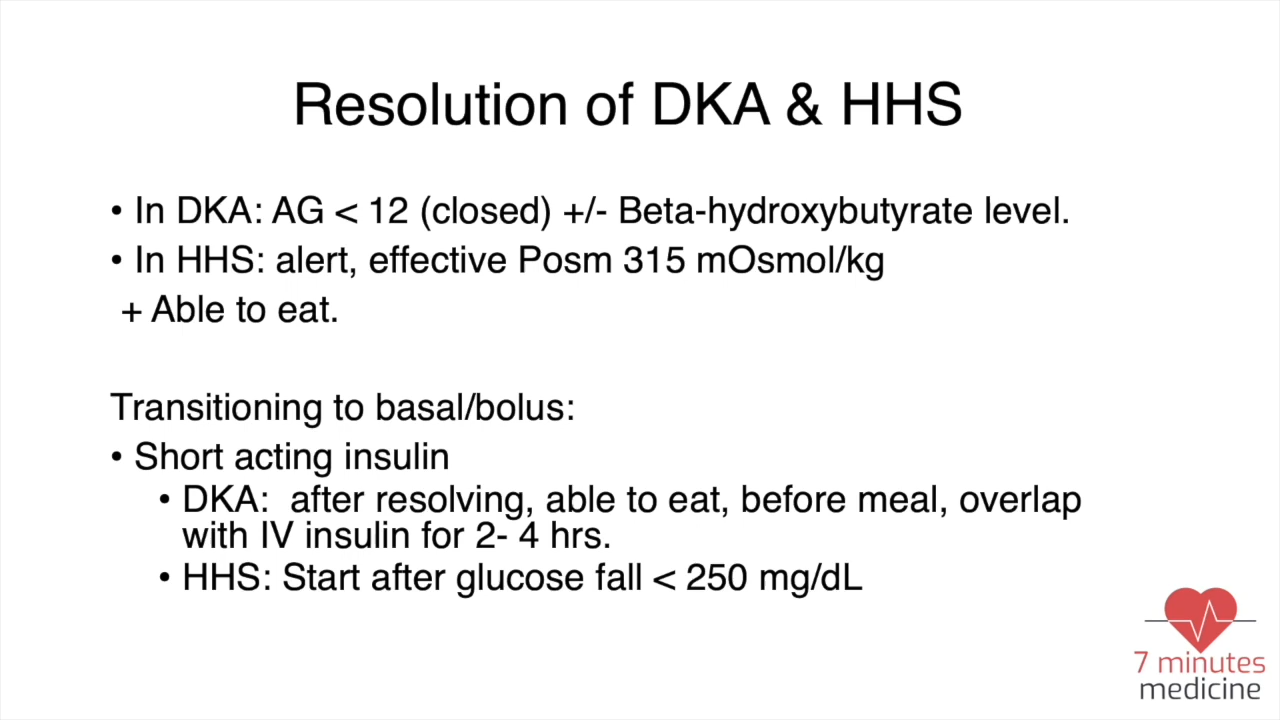 Resolution of DKA & HHS
• In DKA: AG < 12 (closed) +/- Beta-hydroxybutyrate level.
• In HHS: alert, effective Posm 315 mOsmol/kg
+ Able to eat.
Transitioning to basal/bolus:
• Short acting insulin
• DKA:  after resolving, able to eat, before meal, overlap
with IV insulin for 2- 4 hrs.
• HHS: Start after glucose fall < 250 mg/dL
7 minutes
medicine